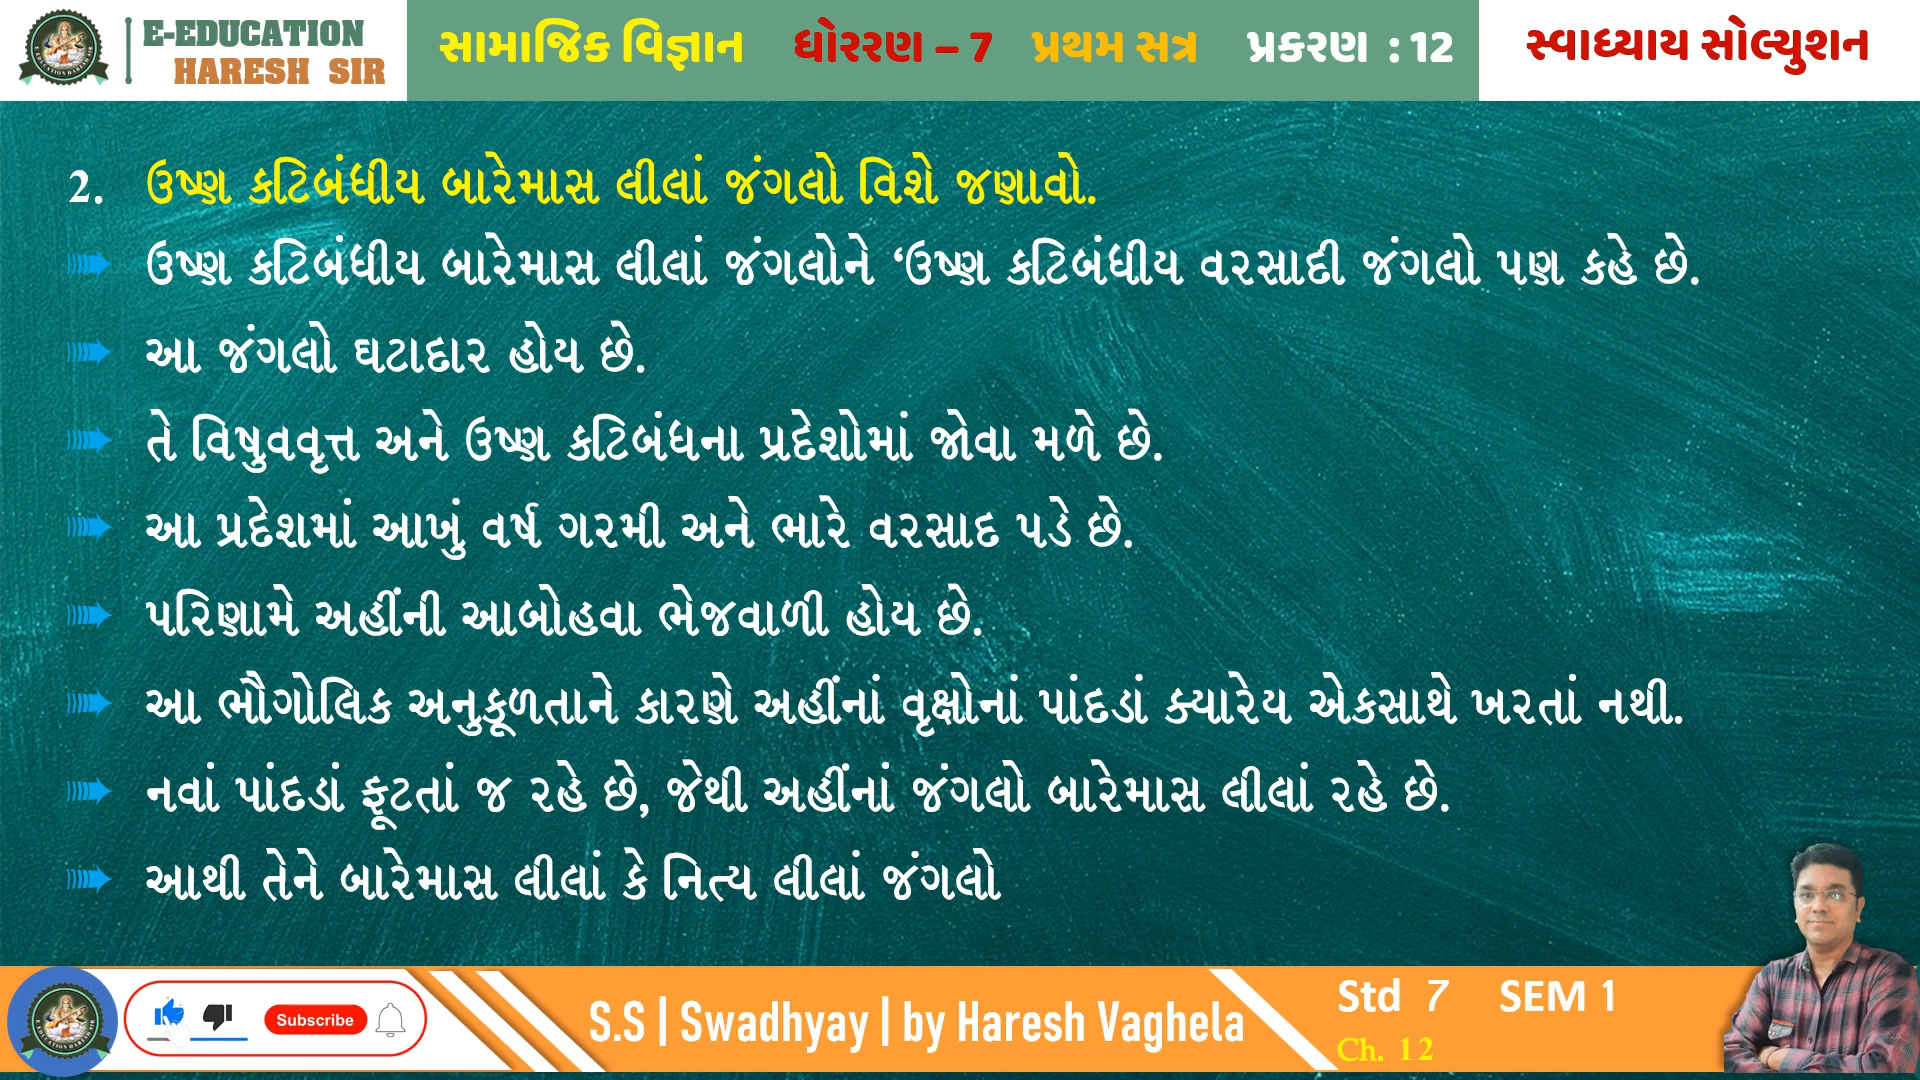 E-EDUCATION
HARESH SIR
સામાજિક વિજ્ઞાન ધોરરણ – 7 પ્રથમ સત્ર પ્રકરણ : 12
સ્વાધ્યાય સોલ્યુશન
2. ઉષ્ણ કટિબંધીય બારેમાસ લીલાં જંગલો વિશે જણાવો.
ઉષ્ણ કટિબંધીય બારેમાસ લીલાં જંગલોને ‘ઉષ્ણ કટિબંધીય વરસાદી જંગલો પણ કહે છે.
આ જંગલો ઘટાદાર હોય છે.
તે વિષુવવૃત્ત અને ઉષ્ણ કટિબંધના પ્રદેશોમાં જોવા મળે છે.
આ પ્રદેશમાં આખું વર્ષ ગરમી અને ભારે વરસાદ પડે છે.
પરિણામે અહીંની આબોહવા ભેજવાળી હોય છે.
આ ભૌગોલિક અનુકૂળતાને કારણે અહીંનાં વૃક્ષોનાં પાંદડાં ક્યારેય એકસાથે ખરતાં નથી.
નવાં પાંદડાં ફૂટતાં જ રહે છે, જેથી અહીંનાં જંગલો બારેમાસ લીલાં રહે છે.
આથી તેને બારેમાસ લીલાં કે નિત્ય લીલાં જંગલો
Subscribe
S.S | Swadhyay | by Haresh Vaghela
Std 7 SEM 1
Ch. 12